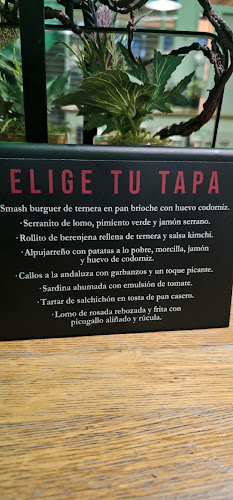 ELIGE TU TAPA
Smash burguer de ternera en pan brioche con huevo codorniz.
· Serranito de lomo, pimiento verde y jamón serrano.
· Rollito de berenjena rellena de ternera y salsa kimchi.
· Alpujarreño con patatas a lo pobre, morcilla, jamón
y huevo de codorniz.
· Callos a la andaluza con garbanzos y un toque picante.
· Sardina ahumada con emulsión de tomate.
· Tartar de salchichón en tosta de pan casero.
· Lomo de rosada rebozada y frita con
picogallo aliñado y rúcula.